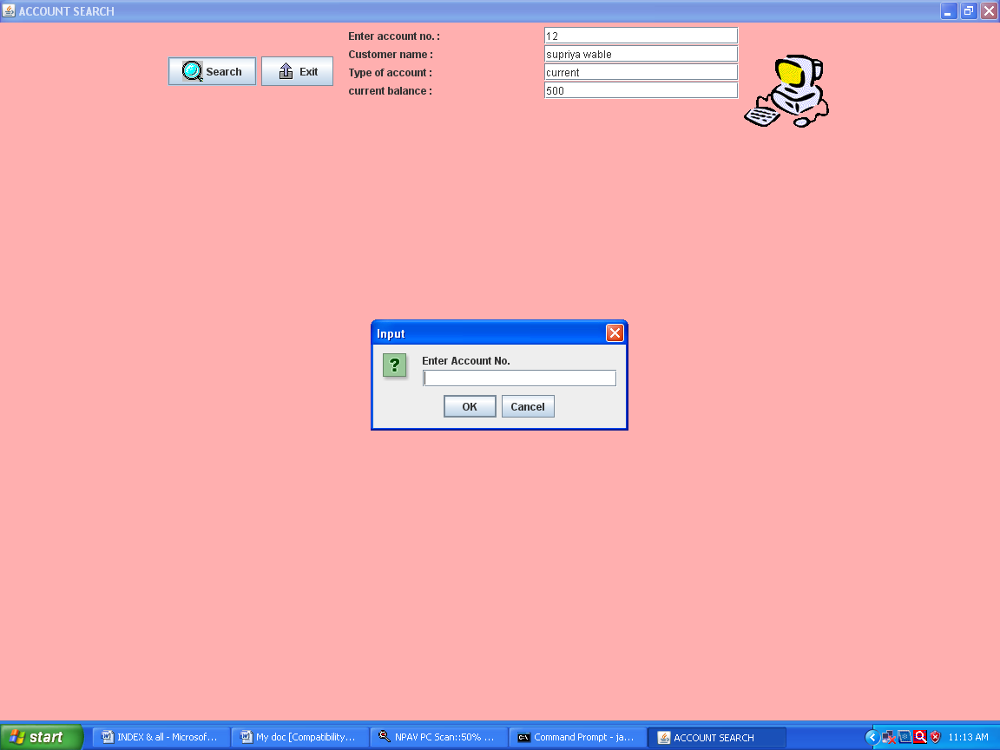 ACCOUNT SEARCH
Search
Exit
Enter account no. :
12
Customer name :
supriya wable
Type of account :
current
current balance :
500
Input
?
Enter Account No.
OK
Cancel
start
INDEX & all - Microsof...
My doc [Compatibility...
NPAV PC Scan::50% ...
C:\
Command Prompt - ja...
ACCOUNT SEARCH
11:13 AM